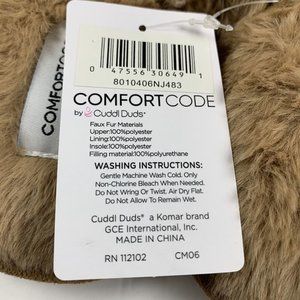 COMFORTCODE
0 47556 30649 1
8010406NJ483
COMFORTCODE
by Cuddl Duds®
Faux Fur Materials
Upper:100%polyester
Lining:100%polyester
Insole:100%polyester
Filling material:100%polyurethane
WASHING INSTRUCTIONS:
Gentle Machine Wash Cold. Only
Non-Chlorine Bleach When Needed.
Do Not Wring Or Twist. Air Dry Flat.
Do Not Allow To Remain Wet.
Cuddl Duds® a Komar brand
GCE International, Inc.
MADE IN CHINA
RN 112102 CM06